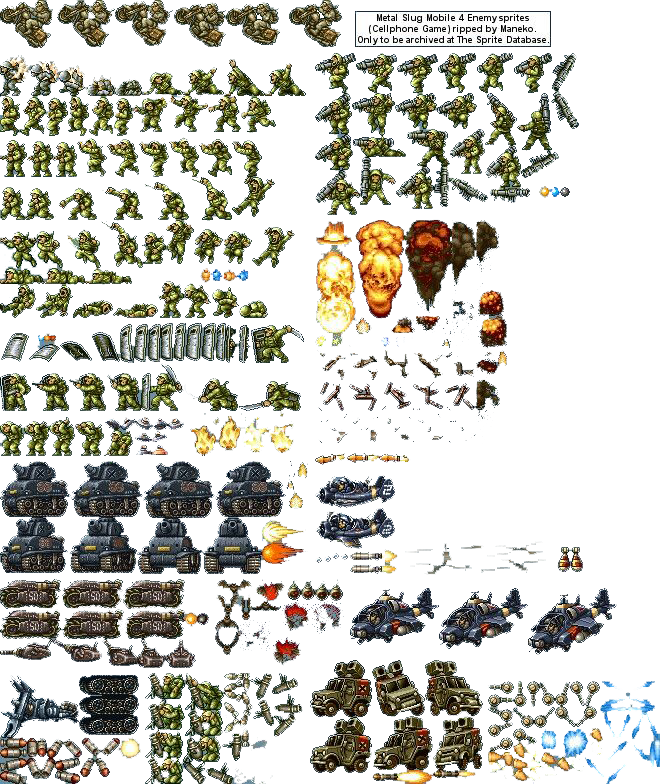 Metal Slug Mobile 4 Enemy sprites
(Cellphone Game) ripped by Maneko.
Only to be archived at The Sprite Database.